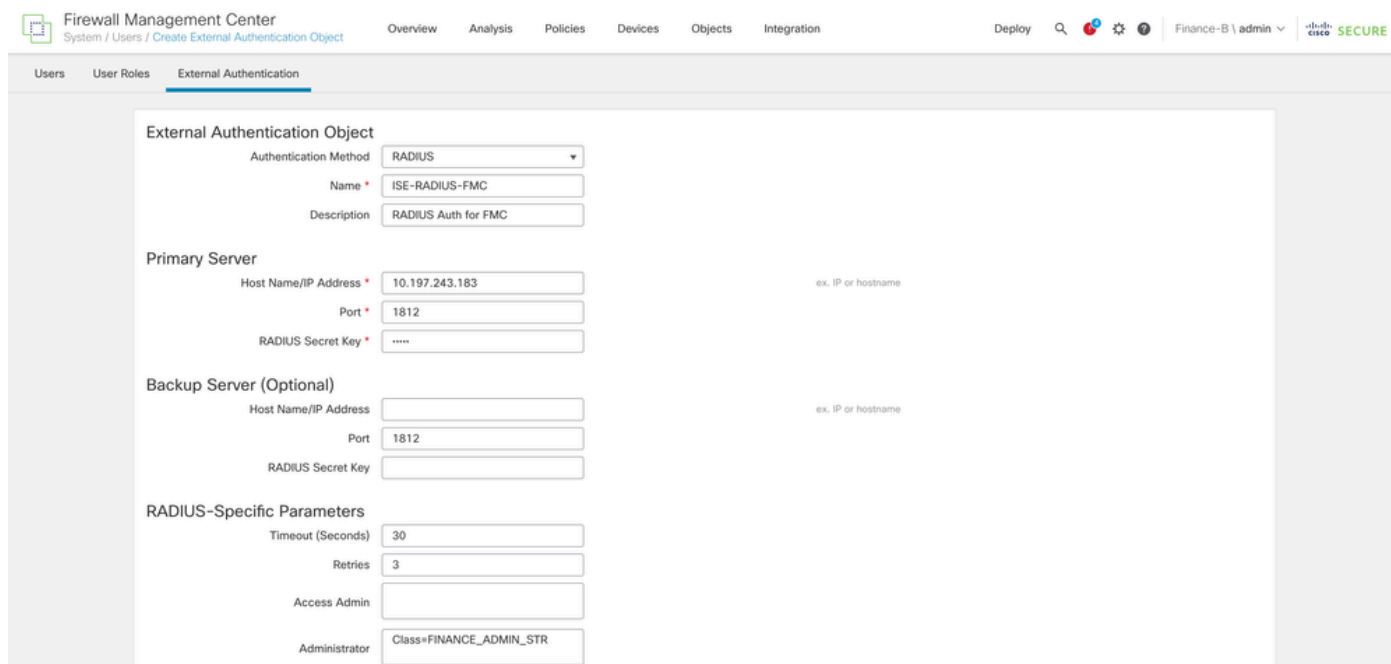 Firewall Management Center
System / Users / Create External Authentication Object
Overview Analysis Policies Devices Objects Integration Deploy 4 Finance-B \ admin cisco SECURE
Users User Roles External Authentication
External Authentication Object
Authentication Method RADIUS
Name * ISE-RADIUS-FMC
Description RADIUS Auth for FMC
Primary Server
Host Name/IP Address * 10.197.243.183 ex. IP or hostname
Port * 1812
RADIUS Secret Key * •••••
Backup Server (Optional)
Host Name/IP Address ex. IP or hostname
Port 1812
RADIUS Secret Key
RADIUS-Specific Parameters
Timeout (Seconds) 30
Retries 3
Access Admin
Class=FINANCE_ADMIN_STR
Administrator